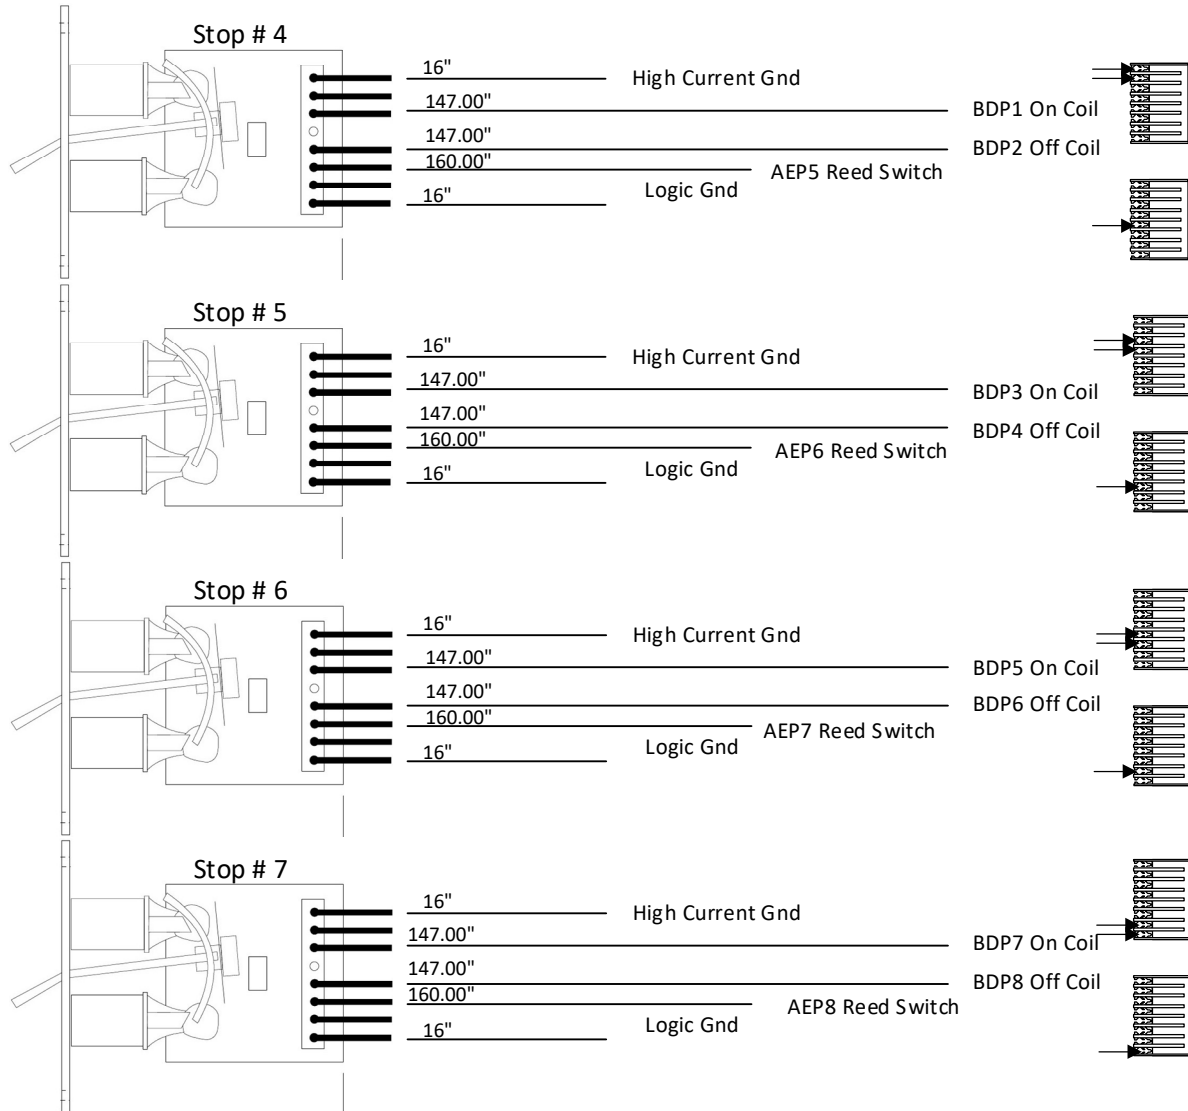 Stop # 4
16"
High Current Gnd
147.00"
BDP1 On Coil
147.00"
BDP2 Off Coil
160.00"
AEP5 Reed Switch
Logic Gnd
16"
Stop # 5
16"
High Current Gnd
147.00"
BDP3 On Coil
147.00"
BDP4 Off Coil
160.00"
AEP6 Reed Switch
Logic Gnd
16"
Stop # 6
16"
High Current Gnd
147.00"
BDP5 On Coil
147.00"
BDP6 Off Coil
160.00"
AEP7 Reed Switch
Logic Gnd
16"
Stop # 7
16"
High Current Gnd
147.00"
BDP7 On Coil
147.00"
BDP8 Off Coil
160.00"
AEP8 Reed Switch
Logic Gnd
16"